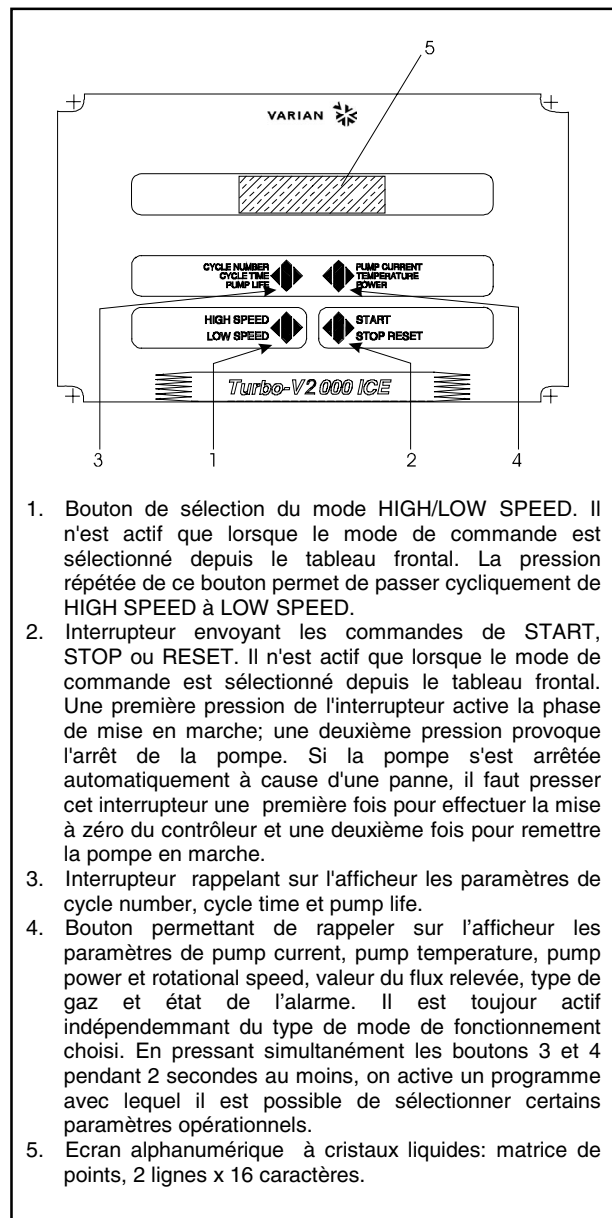 5
VARIAN
CYCLE NUMBER
CYCLE TIME
PUMP LIFE
PUMP CURRENT
TEMPERATURE
POWER
HIGH SPEED
LOW SPEED
START
STOP RESET
Turbo-V2000 ICE
3 1 2 4
1. Bouton de sélection du mode HIGH/LOW SPEED. Il
n'est actif que lorsque le mode de commande est
sélectionné depuis le tableau frontal. La pression
répétée de ce bouton permet de passer cycliquement de
HIGH SPEED à LOW SPEED.
2. Interrupteur envoyant les commandes de START,
STOP ou RESET. Il n'est actif que lorsque le mode de
commande est sélectionné depuis le tableau frontal.
Une première pression de l'interrupteur active la phase
de mise en marche; une deuxième pression provoque
l'arrêt de la pompe. Si la pompe s'est arrêtée
automatiquement à cause d'une panne, il faut presser
cet interrupteur une première fois pour effectuer la mise
à zéro du contrôleur et une deuxième fois pour remettre
la pompe en marche.
3. Interrupteur rappelant sur l'afficheur les paramètres de
cycle number, cycle time et pump life.
4. Bouton permettant de rappeler sur l’afficheur les
paramètres de pump current, pump temperature, pump
power et rotational speed, valeur du flux relevée, type de
gaz et état de l’alarme. Il est toujour actif
indépendemmant du type de mode de fonctionnement
choisi. En pressant simultanément les boutons 3 et 4
pendant 2 secondes au moins, on active un programme
avec lequel il est possible de sélectionner certains
paramètres opérationnels.
5. Ecran alphanumérique à cristaux liquides: matrice de
points, 2 lignes x 16 caractères.